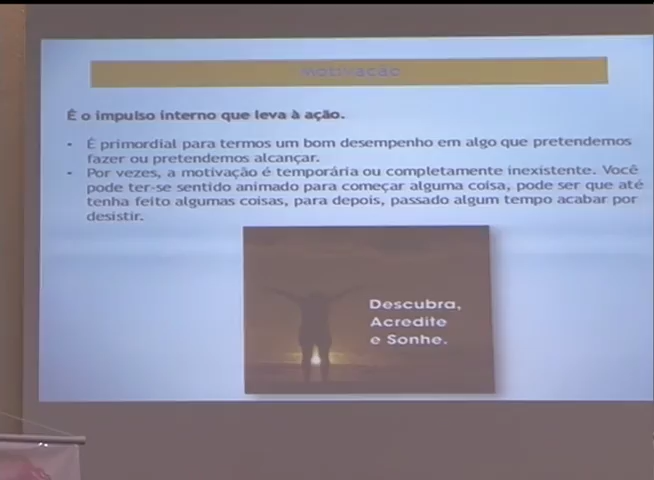 Motivação
É o impulso interno que leva à ação.
• É primordial para termos um bom desempenho em algo que pretendemos
fazer ou pretendemos alcançar.
• Por vezes, a motivação é temporária ou completamente inexistente. Você
pode ter-se sentido animado para começar alguma coisa, pode ser que até
tenha feito algumas coisas, para depois, passado algum tempo acabar por
desistir.
Descubra,
Acredite
e Sonhe.